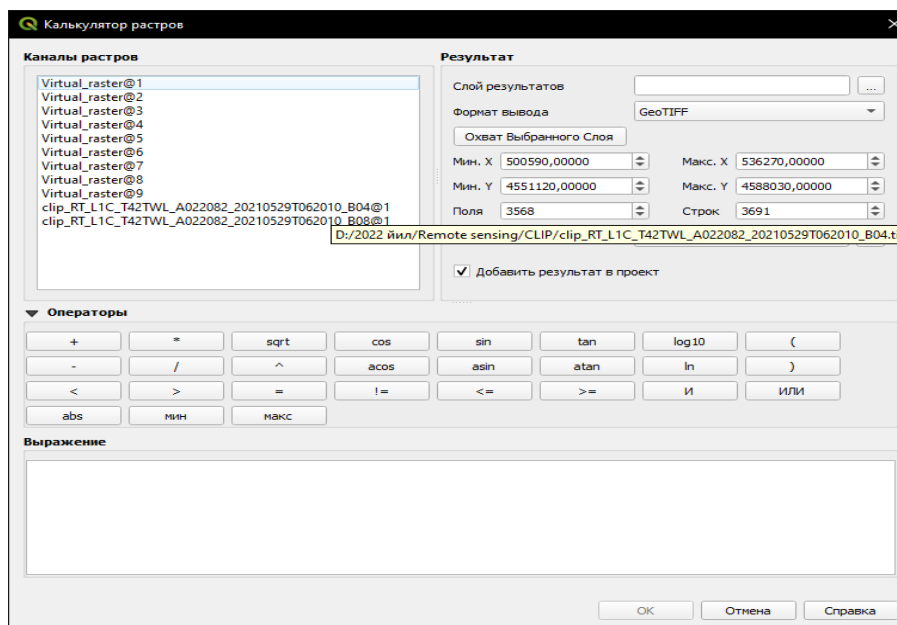 Калькулятор растров
Каналы растров
Virtual_raster@1
Virtual_raster@2
Virtual_raster@3
Virtual_raster@4
Virtual_raster@5
Virtual_raster@6
Virtual_raster@7
Virtual_raster@8
Virtual_raster@9
clip_RT_L1C_T42TWL_A022082_20210529T062010_B04@1
clip_RT_L1C_T42TWL_A022082_20210529T062010_B08@1
Результат
Слой результатов ...
Формат вывода GeoTIFF
Охват Выбранного Слоя
Мин. X 500590,00000 Макс. X 536270,00000
Мин. Y 4551120,00000 Макс. Y 4588030,00000
Поля 3568 Строк 3691
D:/2022 йил/Remote sensing/CLIP/clip_RT_L1C_T42TWL_A022082_20210529T062010_B04.ti
Добавить результат в проект
Операторы
+ * sqrt cos sin tan log10 (
- / ^ acos asin atan ln )
< > = != <= >= И ИЛИ
abs мин макс
Выражение
OK Отмена Справка